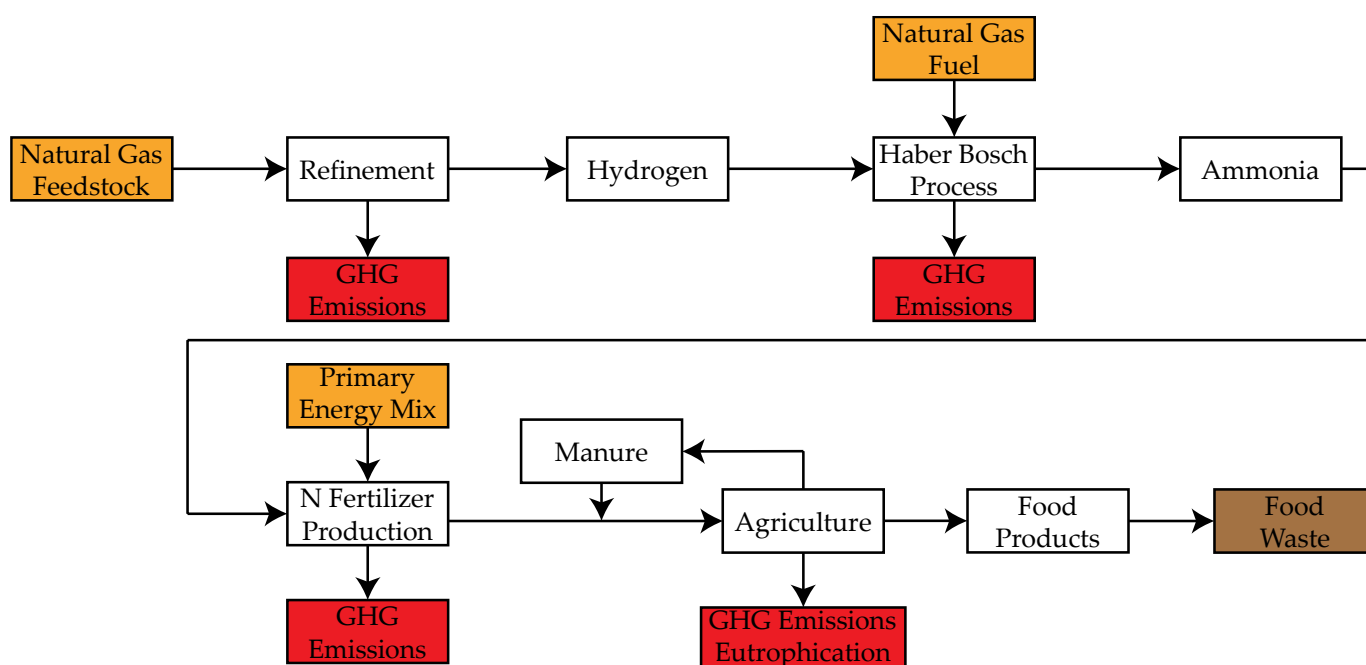 Natural Gas
Fuel
Natural Gas
Feedstock
Refinement
Hydrogen
Haber Bosch
Process
Ammonia
GHG
Emissions
GHG
Emissions
Primary
Energy Mix
Manure
N Fertilizer
Production
Agriculture
Food
Products
Food
Waste
GHG
Emissions
GHG Emissions
Eutrophication